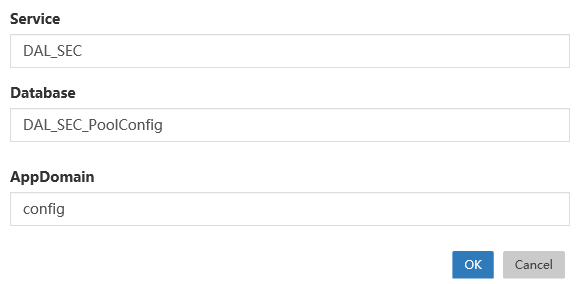 Service
DAL_SEC
Database
DAL_SEC_PoolConfig
AppDomain
config
OK Cancel